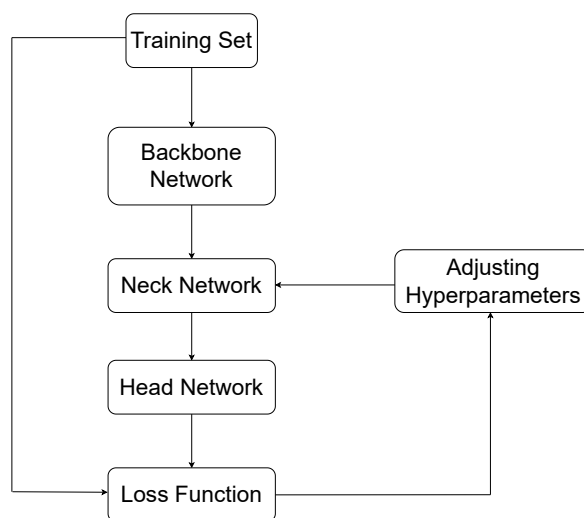 Training Set
Backbone
Network
Neck Network
Adjusting
Hyperparameters
Head Network
Loss Function